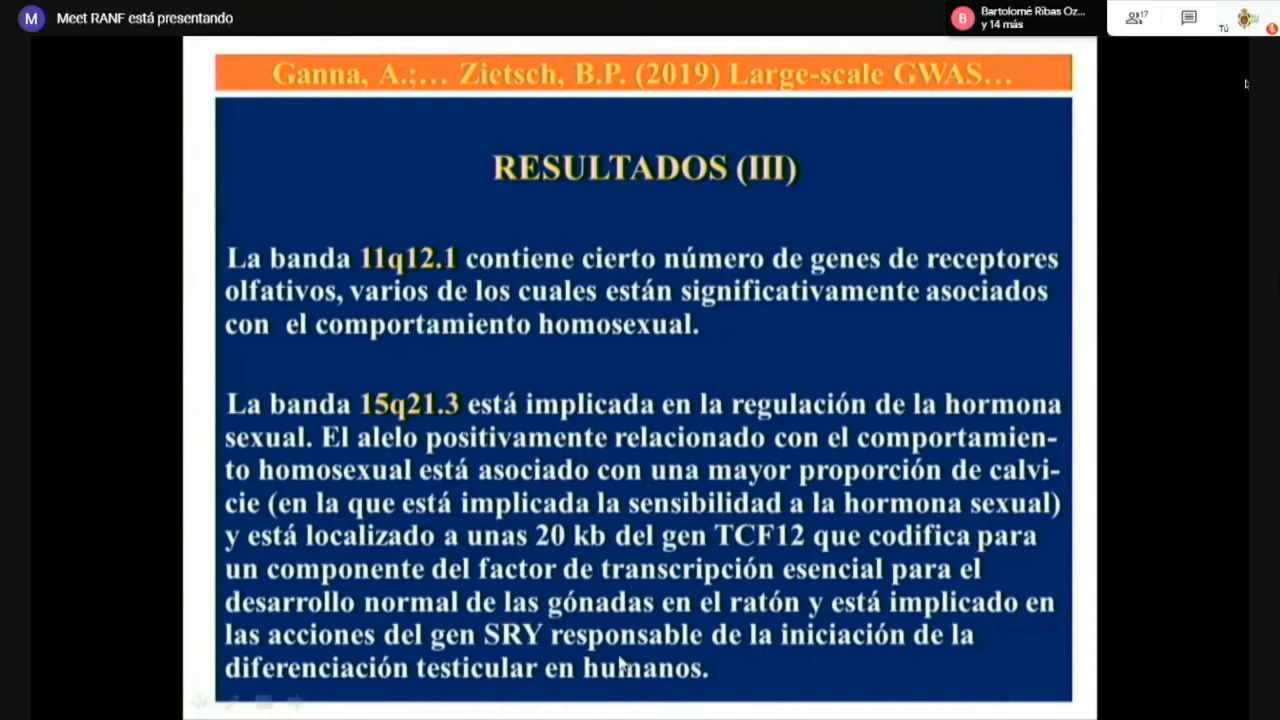 M Meet RANF está presentando
B Bartolomé Ribas Oz...
y 14 más
17
Tú
Ganna, A.;... Zietsch, B.P. (2019) Large-scale GWAS...
RESULTADOS (III)
La banda 11q12.1 contiene cierto número de genes de receptores
olfativos, varios de los cuales están significativamente asociados
con el comportamiento homosexual.
La banda 15q21.3 está implicada en la regulación de la hormona
sexual. El alelo positivamente relacionado con el comportamien-
to homosexual está asociado con una mayor proporción de calvi-
cie (en la que está implicada la sensibilidad a la hormona sexual)
y está localizado a unas 20 kb del gen TCF12 que codifica para
un componente del factor de transcripción esencial para el
desarrollo normal de las gónadas en el ratón y está implicado en
las acciones del gen SRY responsable de la iniciación de la
diferenciación testicular en humanos.